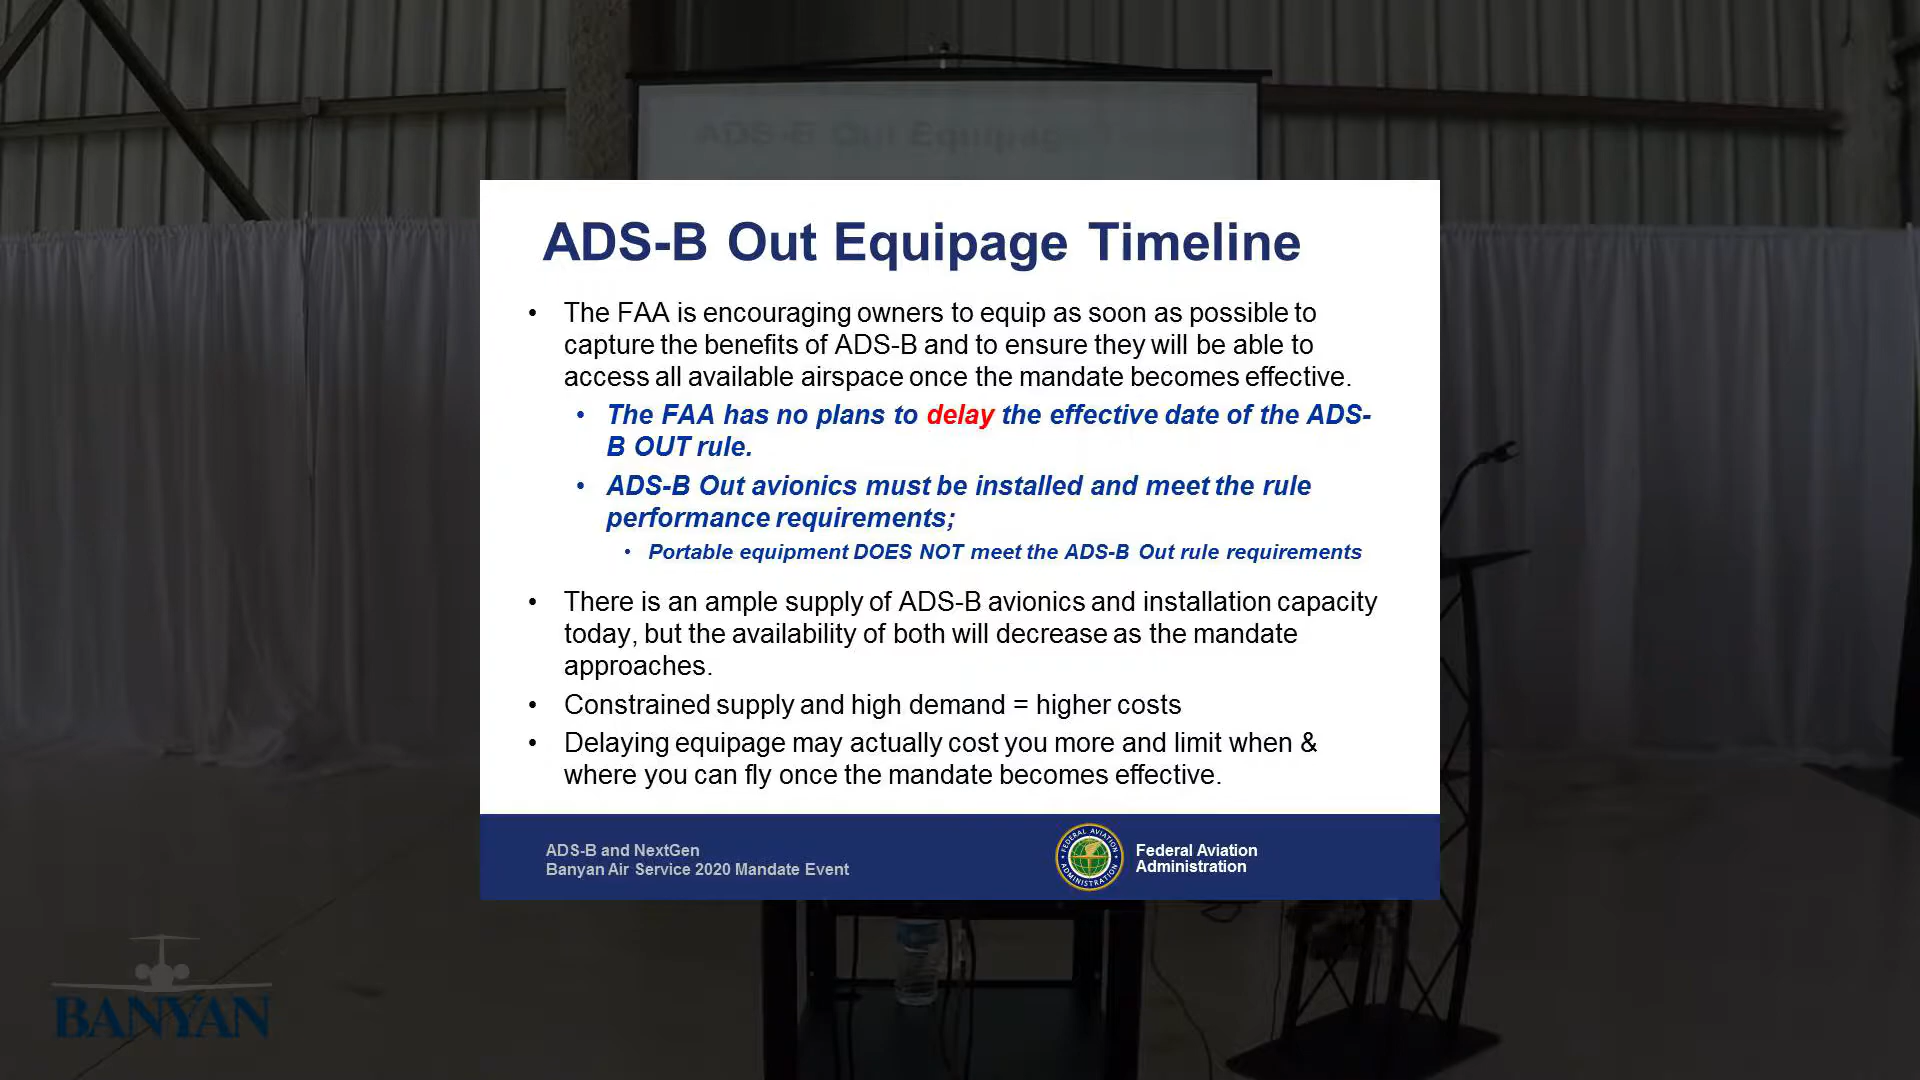 ADS-B Out Equipage Timeline
• The FAA is encouraging owners to equip as soon as possible to
capture the benefits of ADS-B and to ensure they will be able to
access all available airspace once the mandate becomes effective.
• The FAA has no plans to delay the effective date of the ADS-
B OUT rule.
• ADS-B Out avionics must be installed and meet the rule
performance requirements;
• Portable equipment DOES NOT meet the ADS-B Out rule requirements
• There is an ample supply of ADS-B avionics and installation capacity
today, but the availability of both will decrease as the mandate
approaches.
• Constrained supply and high demand = higher costs
• Delaying equipage may actually cost you more and limit when &
where you can fly once the mandate becomes effective.
ADS-B and NextGen
Banyan Air Service 2020 Mandate Event
FEDERAL AVIATION
ADMINISTRATION
Federal Aviation
Administration
BANYAN